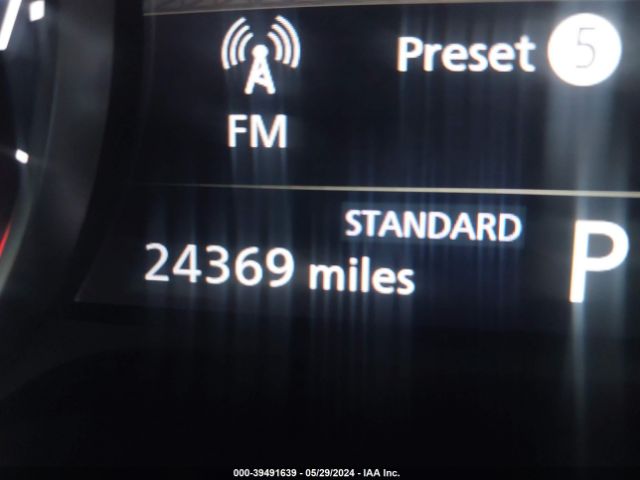 Preset 5
FM
STANDARD
24369 miles
P
000-39491639 - 05/29/2024 - IAA Inc.